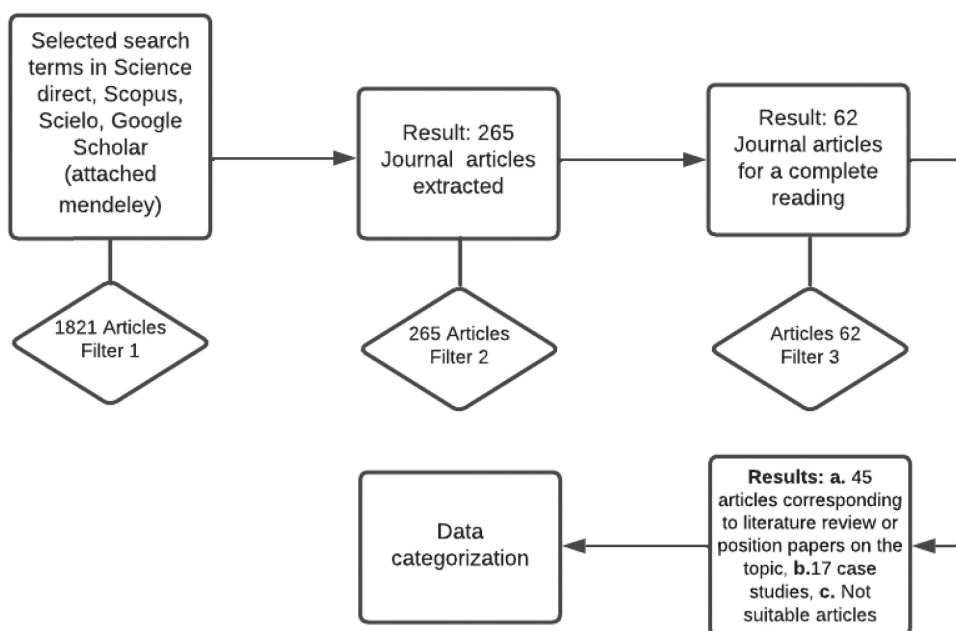 Selected search
terms in Science
direct, Scopus,
Scielo, Google
Scholar
(attached
mendeley)
Result: 265
Journal articles
extracted
Result: 62
Journal articles
for a complete
reading
1821 Articles
Filter 1
265 Articles
Filter 2
Articles 62
Filter 3
Data
categorization
Results: a. 45
articles corresponding
to literature review or
position papers on the
topic, b.17 case
studies, c. Not
suitable articles